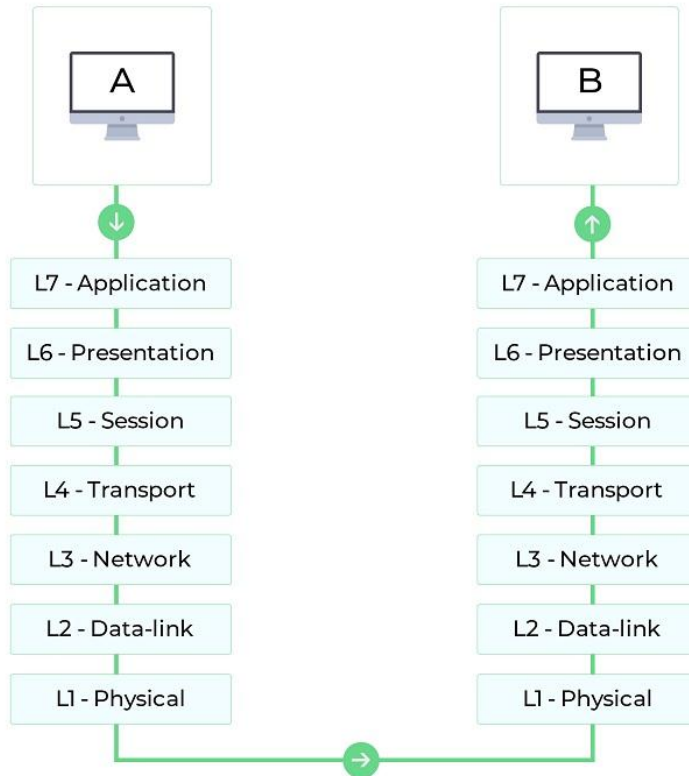 A
B
L7 - Application
L6 - Presentation
L5 - Session
L4 - Transport
L3 - Network
L2 - Data-link
L1 - Physical
L7 - Application
L6 - Presentation
L5 - Session
L4 - Transport
L3 - Network
L2 - Data-link
L1 - Physical